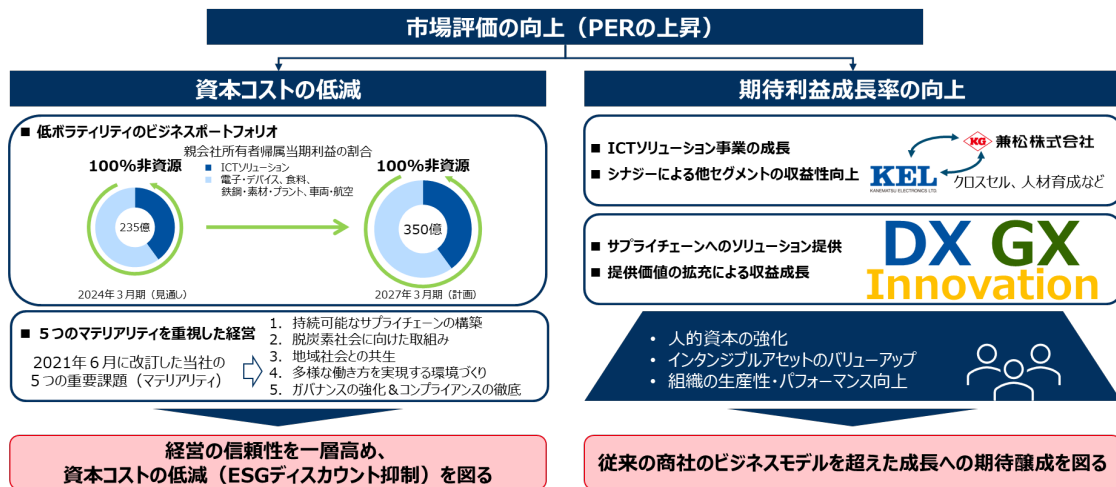 市場評価の向上（PERの上昇）
資本コストの低減
■ 低ボラティリティのビジネスポートフォリオ
親会社所有者帰属当期利益の割合
100%非資源
■ ICTソリューション
■ 電子・デバイス、食料、
鉄鋼・素材・プラント、車両・航空
100%非資源
235億
350億
2024年３月期（見通し）
2027年３月期（計画）
■ ５つのマテリアリティを重視した経営
2021年６月に改訂した当社の
５つの重要課題（マテリアリティ）
1. 持続可能なサプライチェーンの構築
2. 脱炭素社会に向けた取組み
3. 地域社会との共生
4. 多様な働き方を実現する環境づくり
5. ガバナンスの強化＆コンプライアンスの徹底
経営の信頼性を一層高め、
資本コストの低減（ESGディスカウント抑制）を図る
期待利益成長率の向上
■ ICTソリューション事業の成長
■ シナジーによる他セグメントの収益性向上
KG 兼松株式会社
KEL
KANEMATSU ELECTRONICS LTD.
クロスセル、人材育成など
■ サプライチェーンへのソリューション提供
■ 提供価値の拡充による収益成長
DX GX
Innovation
• 人的資本の強化
• インタンジブルアセットのバリューアップ
• 組織の生産性・パフォーマンス向上
従来の商社のビジネスモデルを超えた成長への期待醸成を図る